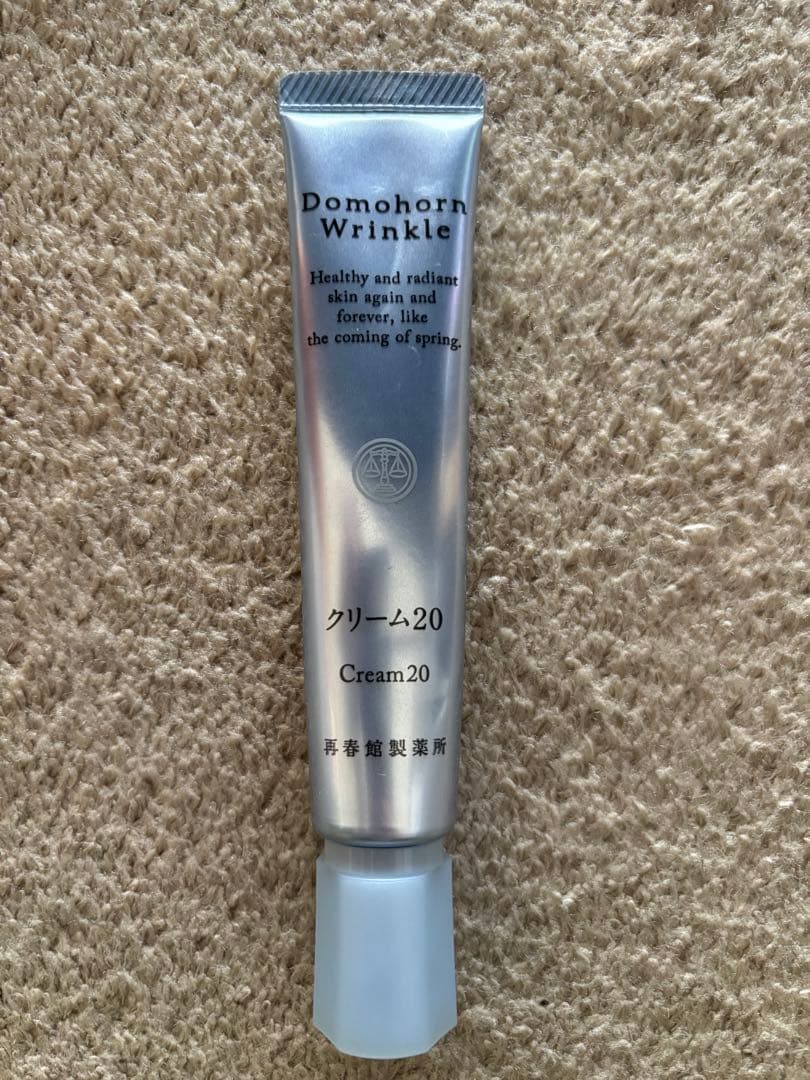 Domohorn
Wrinkle
Healthy and radiant
skin again and
forever, like
the coming of spring.
クリーム20
Cream20
再春館製薬所